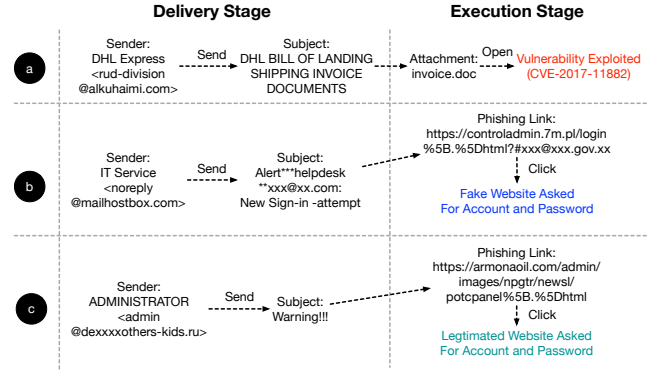 Delivery Stage
Execution Stage
a
Sender:
DHL Express
<rud-division
@alkuhaimi.com>
Send
Subject:
DHL BILL OF LANDING
SHIPPING INVOICE
DOCUMENTS
Attachment:
invoice.doc
Open
Vulnerability Exploited
(CVE-2017-11882)
b
Sender:
IT Service
<noreply
@mailhostbox.com>
Send
Subject:
Alert***helpdesk
**xxx@xx.com:
New Sign-in -attempt
Phishing Link:
https://controladmin.7m.pl/login
%5B.%5Dhtml?#xxx@xxx.gov.xx
Click
Fake Website Asked
For Account and Password
c
Sender:
ADMINISTRATOR
<admin
@dexxxxothers-kids.ru>
Send
Subject:
Warning!!!
Phishing Link:
https://armonaoil.com/admin/
images/npgtr/newsl/
potcpanel%5B.%5Dhtml
Click
Legtimated Website Asked
For Account and Password